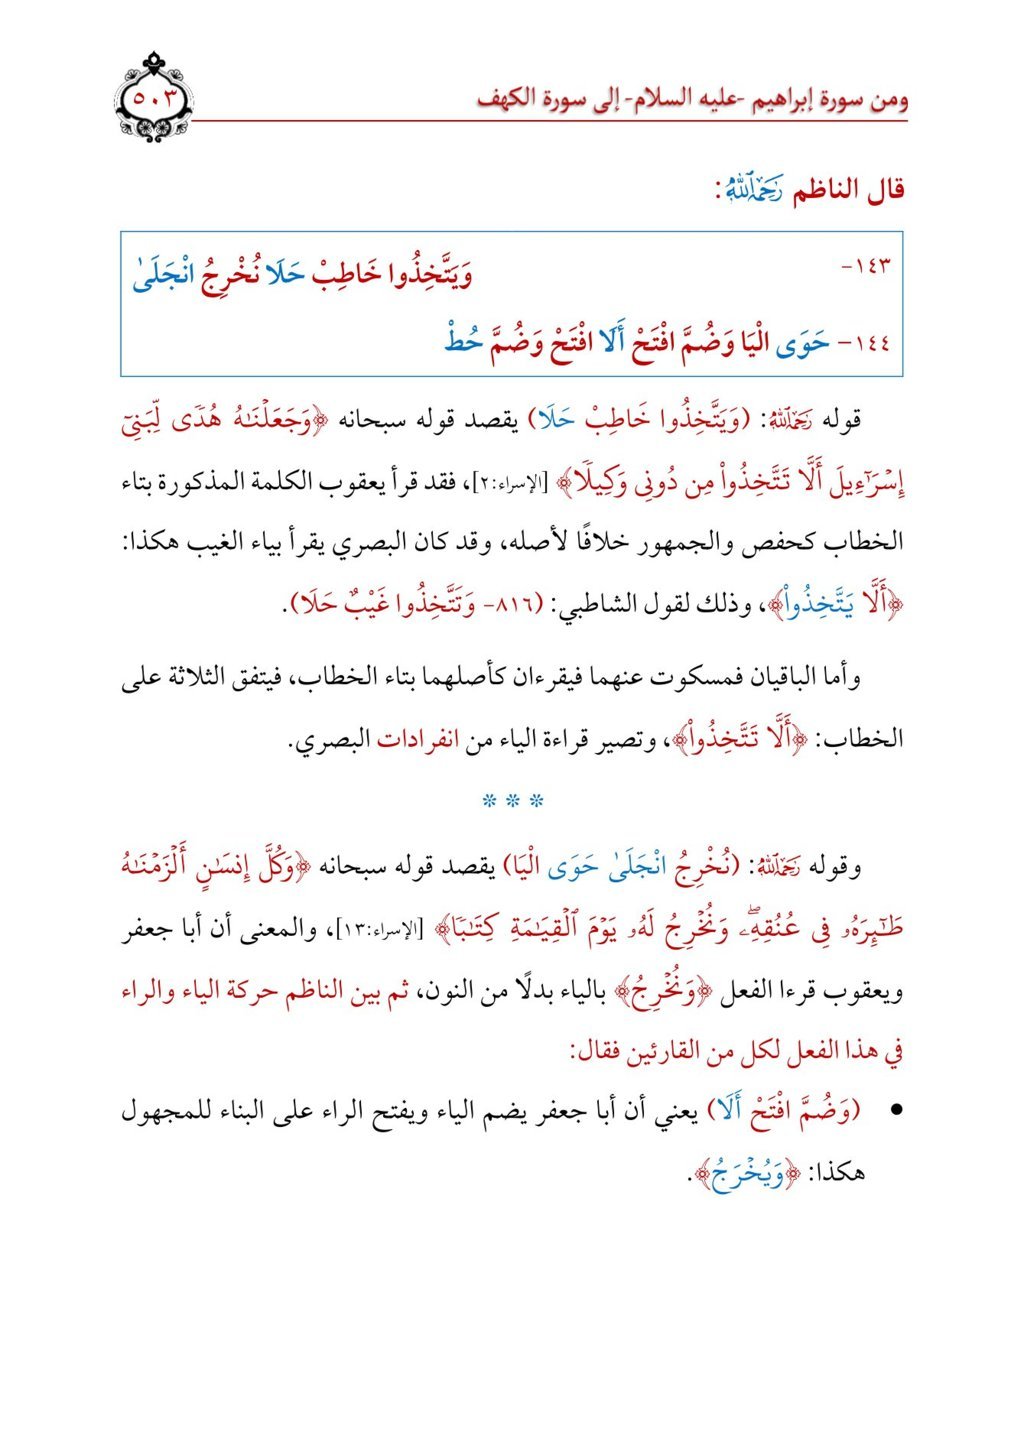 ومن سورة إبراهيم -عليه السلام- إلى سورة الكهف
٥٠٣
قال الناظم رَحِمَهُ اللَّهُ:
١٤٣- وَيَتَّخِذُوا خَاطِبْ حَلَا نُخْرِجُ انْجَلَىٰ
١٤٤- حَوَى الْيَا وَضُمَّ افْتَحْ أَلَا افْتَحْ وَضُمَّ حُطْ
قوله رَحِمَهُ اللَّهُ: (وَيَتَّخِذُوا خَاطِبْ حَلَا) يقصد قوله سبحانه ﴿وَجَعَلۡنَٰهُ هُدٗى لِّبَنِيٓ
إِسۡرَٰٓءِيلَ أَلَّا تَتَّخِذُواْ مِن دُونِي وَكِيلٗا﴾ [الإسراء:٢]، فقد قرأ يعقوب الكلمة المذكورة بتاء
الخطاب كحفص والجمهور خلافًا لأصله، وقد كان البصري يقرأ بياء الغيب هكذا:
﴿أَلَّا يَتَّخِذُواْ﴾، وذلك لقول الشاطبي: (٨١٦- وَتَتَّخِذُوا غَيْبٌ حَلَا).
وأما الباقيان فمسكوت عنهما فيقرءان كأصلهما بتاء الخطاب، فيتفق الثلاثة على
الخطاب: ﴿أَلَّا تَتَّخِذُواْ﴾، وتصير قراءة الياء من انفرادات البصري.
* * *
وقوله رَحِمَهُ اللَّهُ: (نُخْرِجُ انْجَلَىٰ حَوَى الْيَا) يقصد قوله سبحانه ﴿وَكُلَّ إِنسَٰنٍ أَلۡزَمۡنَٰهُ
طَٰٓئِرَهُۥ فِي عُنُقِهِۦۖ وَنُخۡرِجُ لَهُۥ يَوۡمَ ٱلۡقِيَٰمَةِ كِتَٰبٗا﴾ [الإسراء:١٣]، والمعنى أن أبا جعفر
ويعقوب قرءا الفعل ﴿وَنُخۡرِجُ﴾ بالياء بدلًا من النون، ثم بين الناظم حركة الياء والراء
في هذا الفعل لكل من القارئين فقال:
• (وَضُمَّ افْتَحْ أَلَا) يعني أن أبا جعفر يضم الياء ويفتح الراء على البناء للمجهول
هكذا: ﴿وَيُخۡرَجُ﴾.